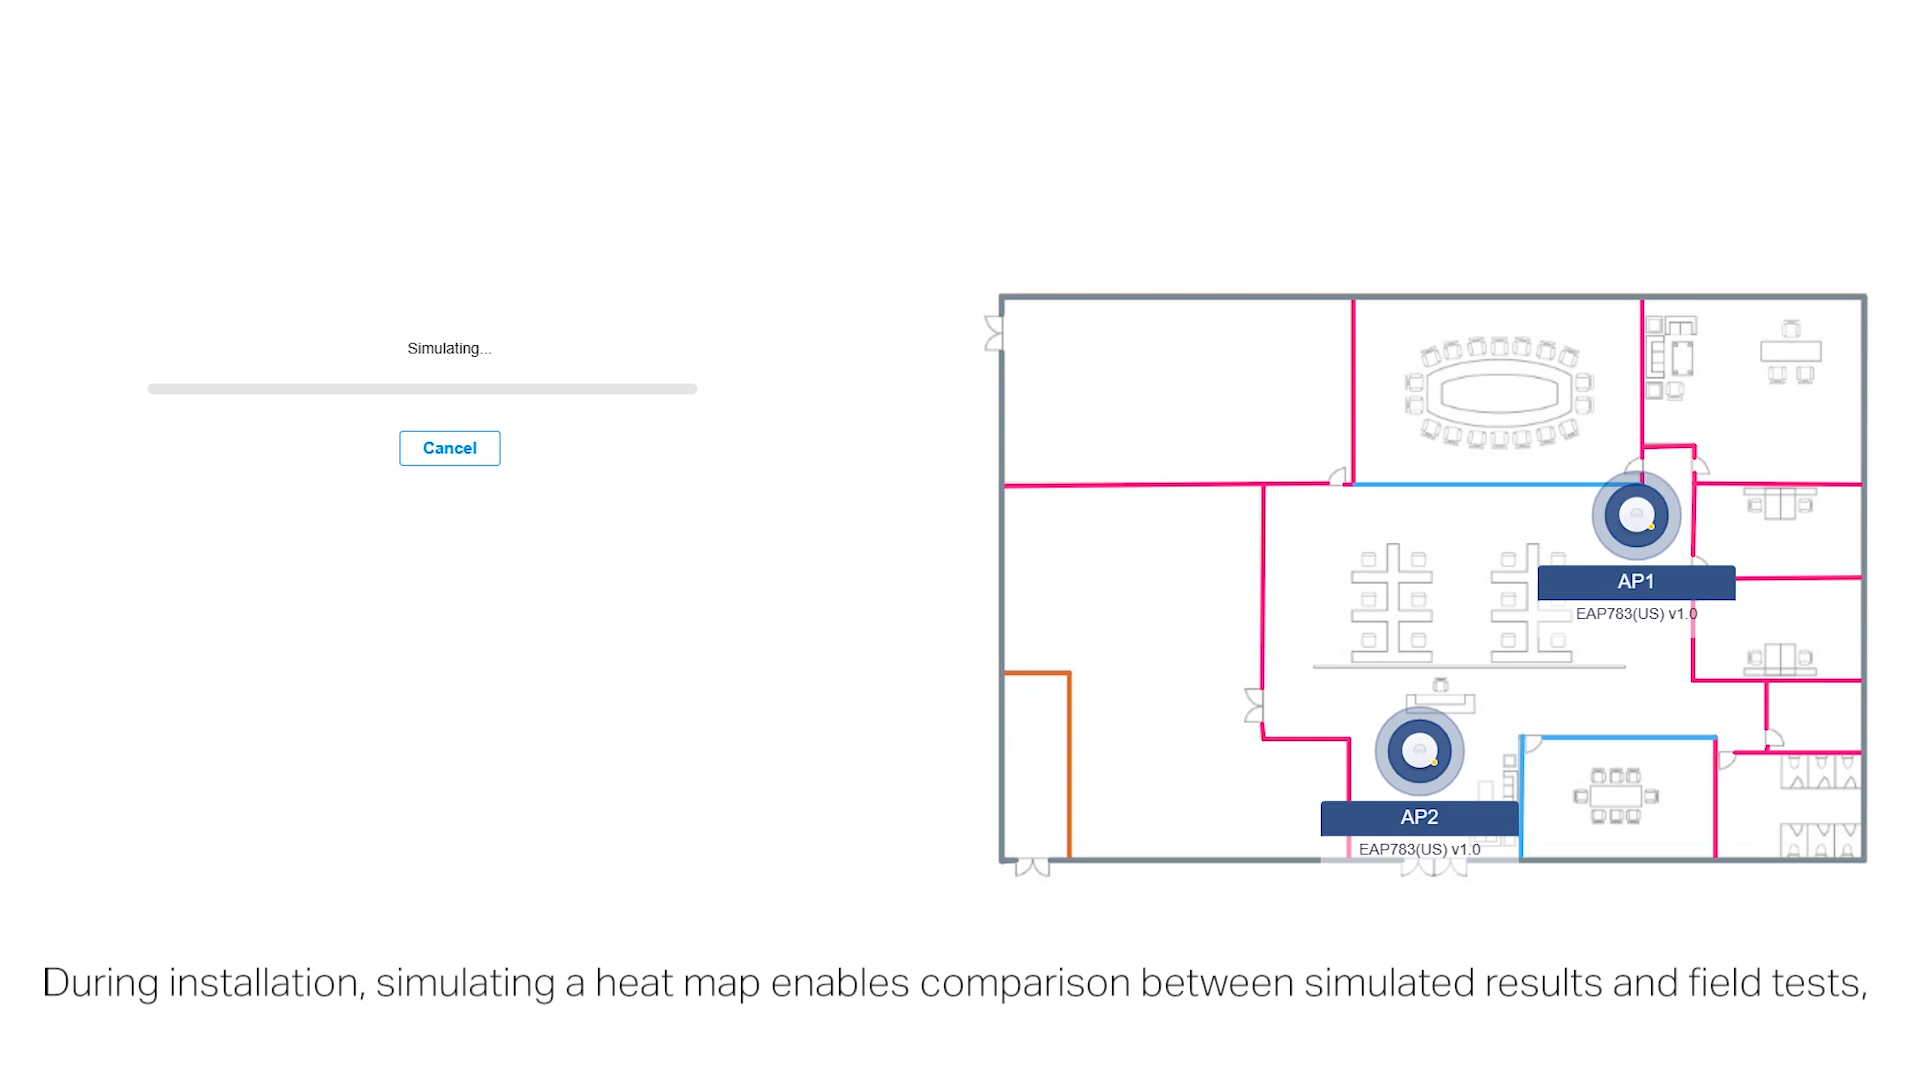 Simulating...
Cancel
AP1
EAP783(US) v1.0
AP2
EAP783(US) v1.0
During installation, simulating a heat map enables comparison between simulated results and field tests,